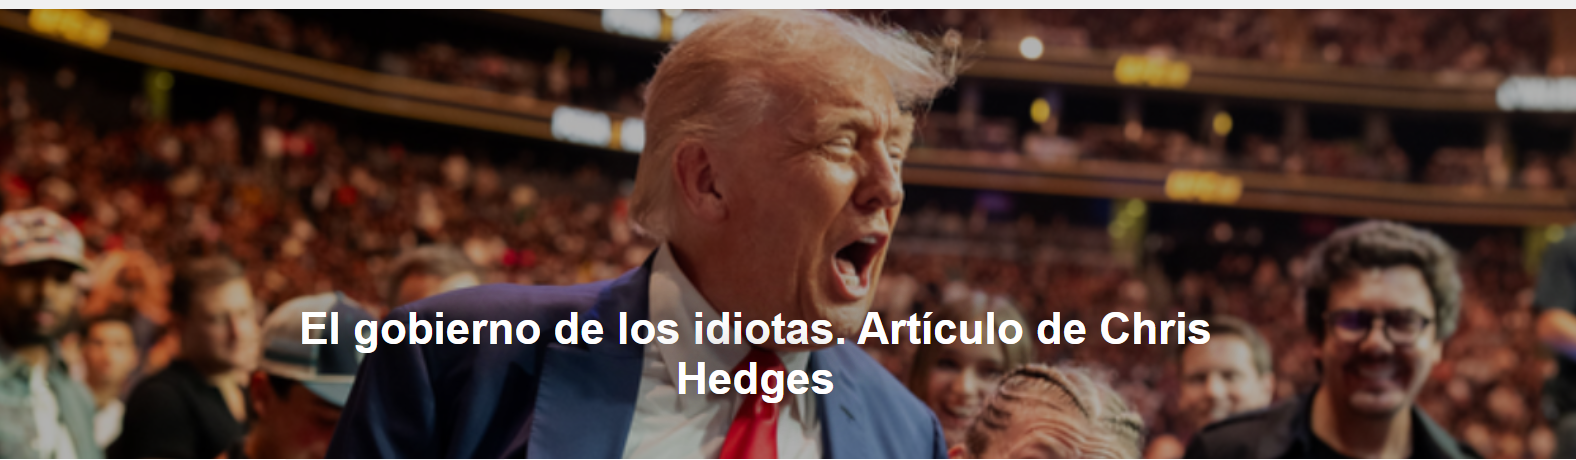 El gobierno de los idiotas. Artículo de Chris
Hedges